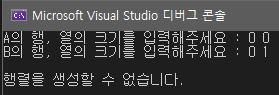 Microsoft Visual Studio 디버그 콘솔
A의 행, 열의 크기를 입력해주세요 : 0 0
B의 행, 열의 크기를 입력해주세요 : 0 1
행렬을 생성할 수 없습니다.